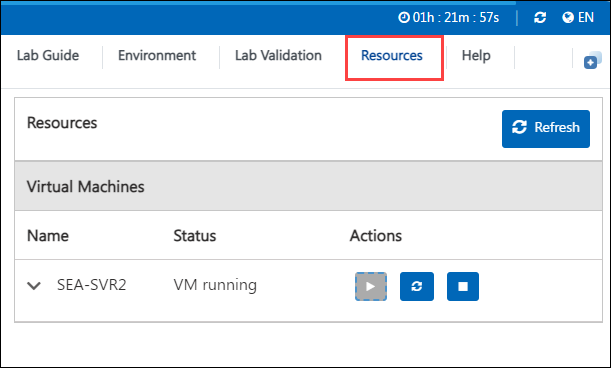 01h : 21m : 57s EN
Lab Guide Environment Lab Validation Resources Help
Resources Refresh
Virtual Machines
Name Status Actions
SEA-SVR2 VM running